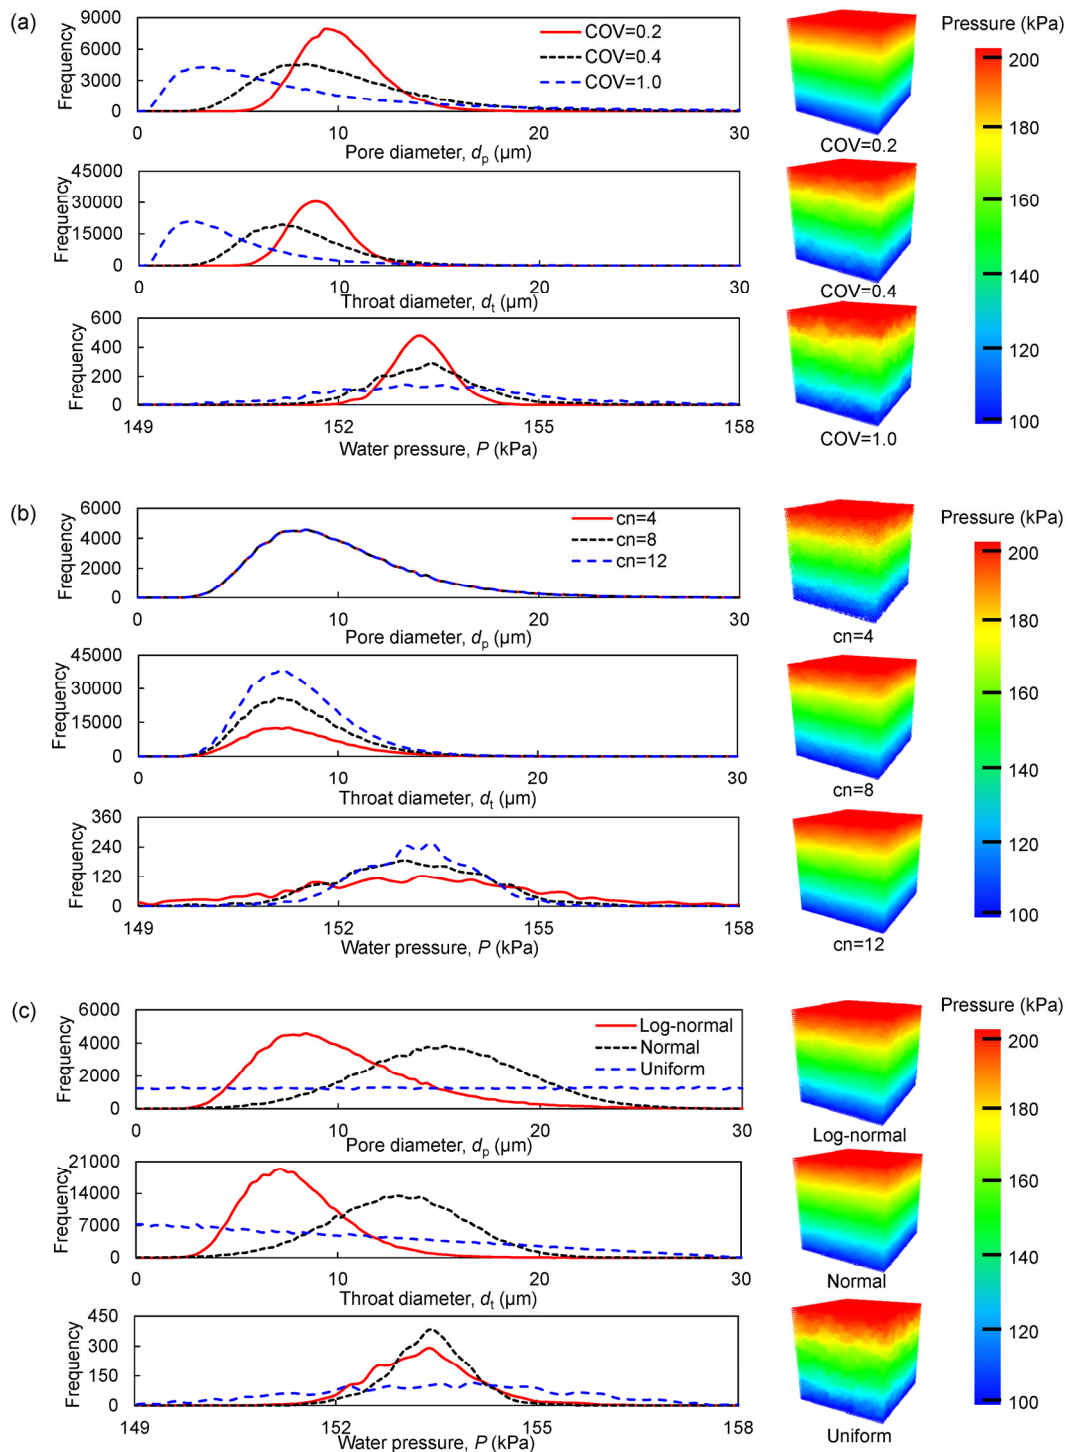 (a)
9000
6000
3000
0
Frequency
COV=0.2
COV=0.4
COV=1.0
0 10 20 30
Pore diameter, dp (μm)
45000
30000
15000
0
Frequency
0 10 20 30
Throat diameter, dt (μm)
600
400
200
0
Frequency
149 152 155 158
Water pressure, P (kPa)
COV=0.2
COV=0.4
COV=1.0
Pressure (kPa)
200
180
160
140
120
100
(b)
6000
4000
2000
0
Frequency
cn=4
cn=8
cn=12
0 10 20 30
Pore diameter, dp (μm)
45000
30000
15000
0
Frequency
0 10 20 30
Throat diameter, dt (μm)
360
240
120
0
Frequency
149 152 155 158
Water pressure, P (kPa)
cn=4
cn=8
cn=12
Pressure (kPa)
200
180
160
140
120
100
(c)
6000
4000
2000
0
Frequency
Log-normal
Normal
Uniform
0 10 20 30
Pore diameter, dp (μm)
21000
14000
7000
0
Frequency
0 10 20 30
Throat diameter, dt (μm)
450
300
150
0
Frequency
149 152 155 158
Water pressure, P (kPa)
Log-normal
Normal
Uniform
Pressure (kPa)
200
180
160
140
120
100